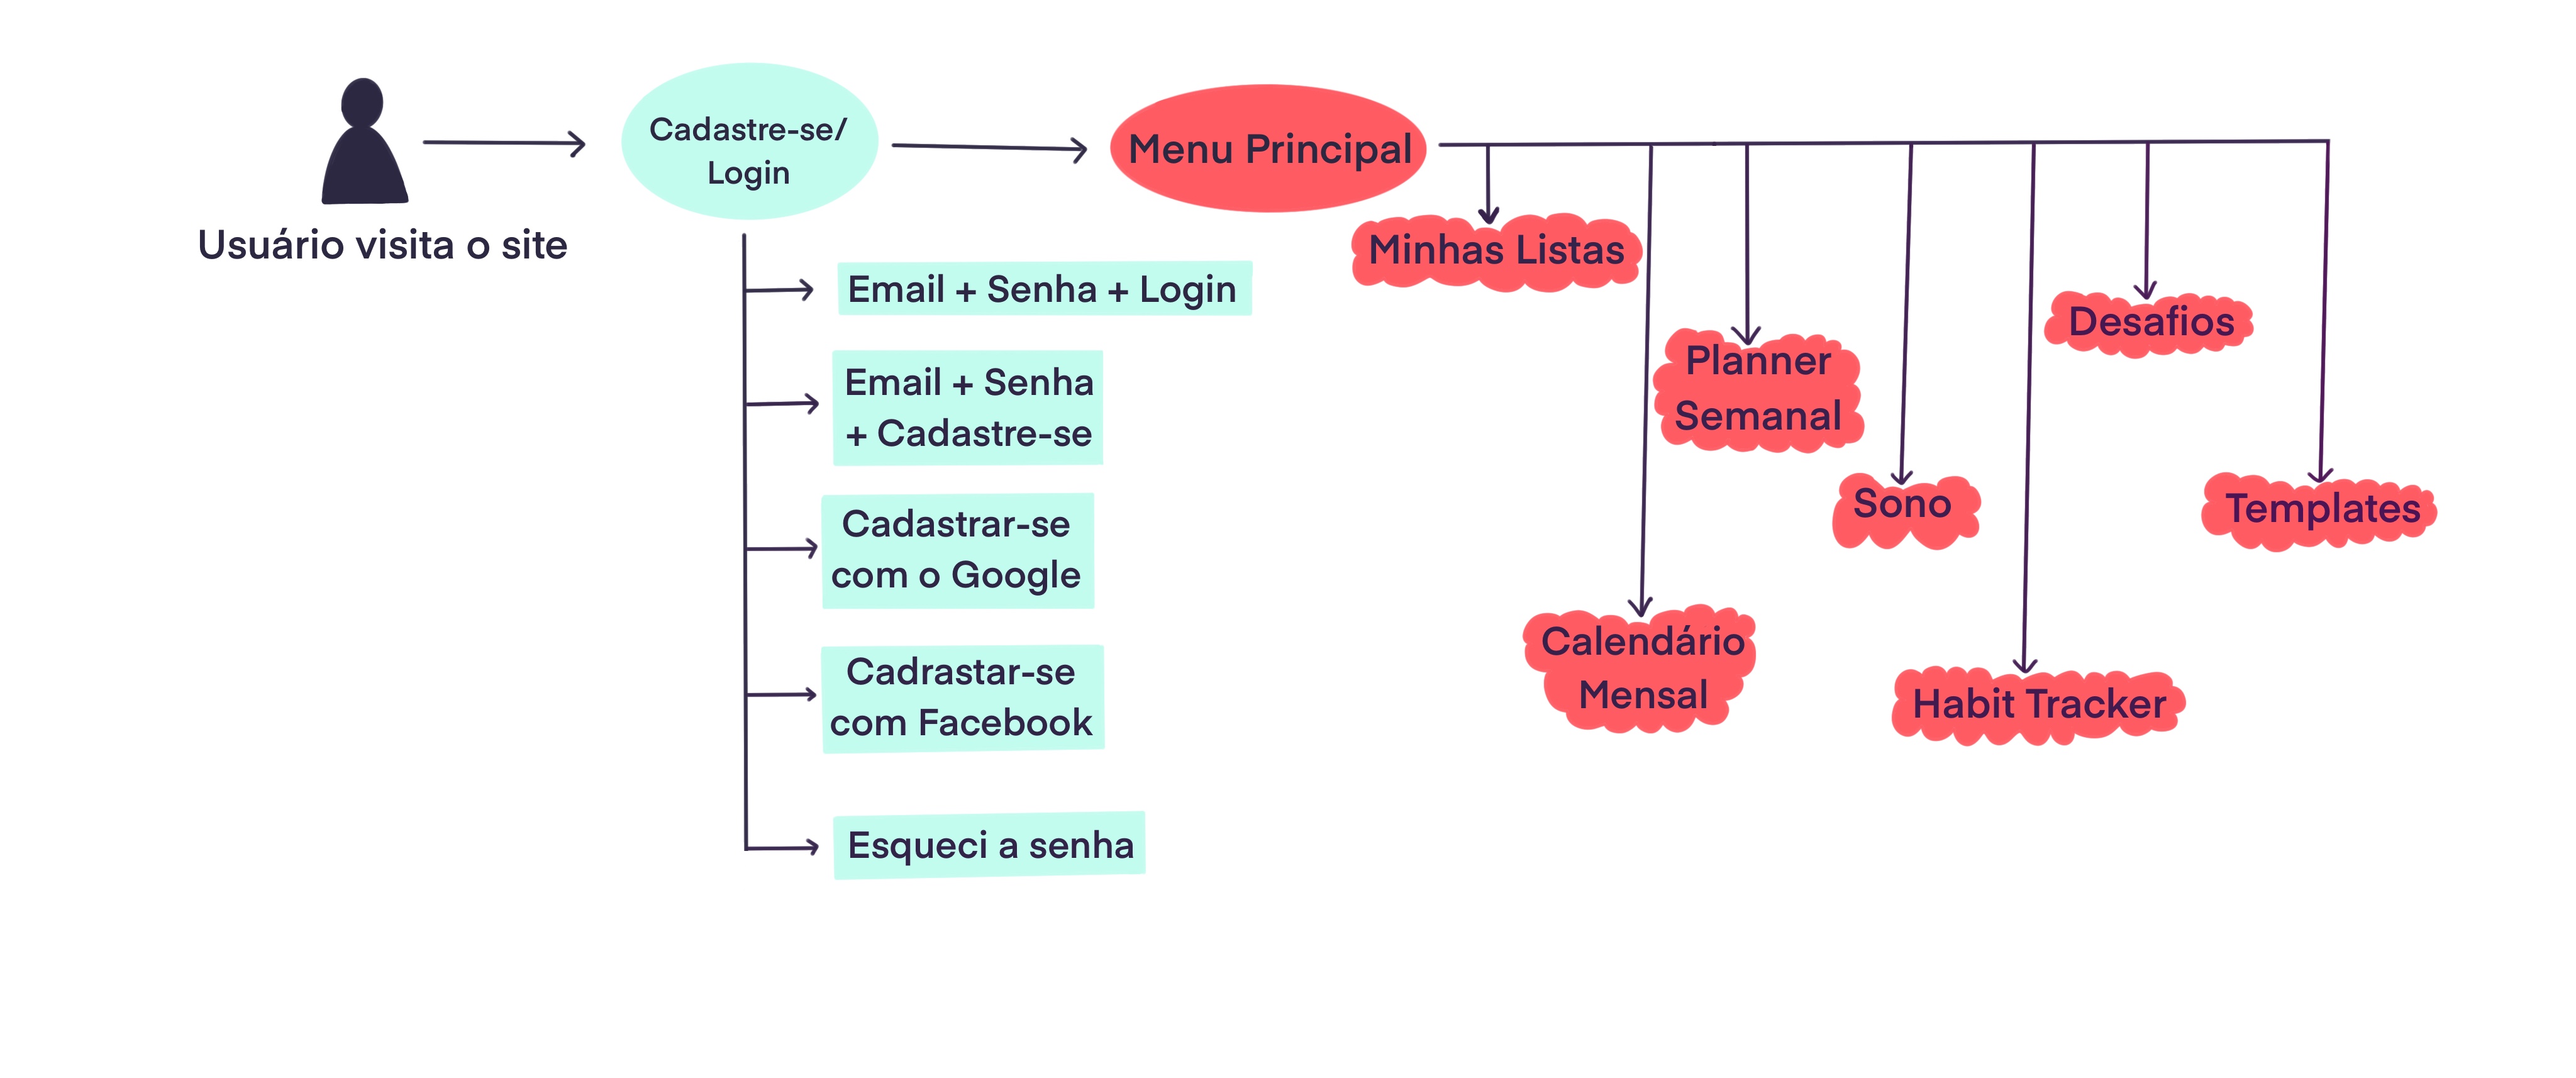 Usuário visita o site
Cadastre-se/
Login
Email + Senha + Login
Email + Senha
+ Cadastre-se
Cadastrar-se
com o Google
Cadrastar-se
com Facebook
Esqueci a senha
Menu Principal
Minhas Listas
Calendário
Mensal
Planner
Semanal
Sono
Habit Tracker
Desafios
Templates